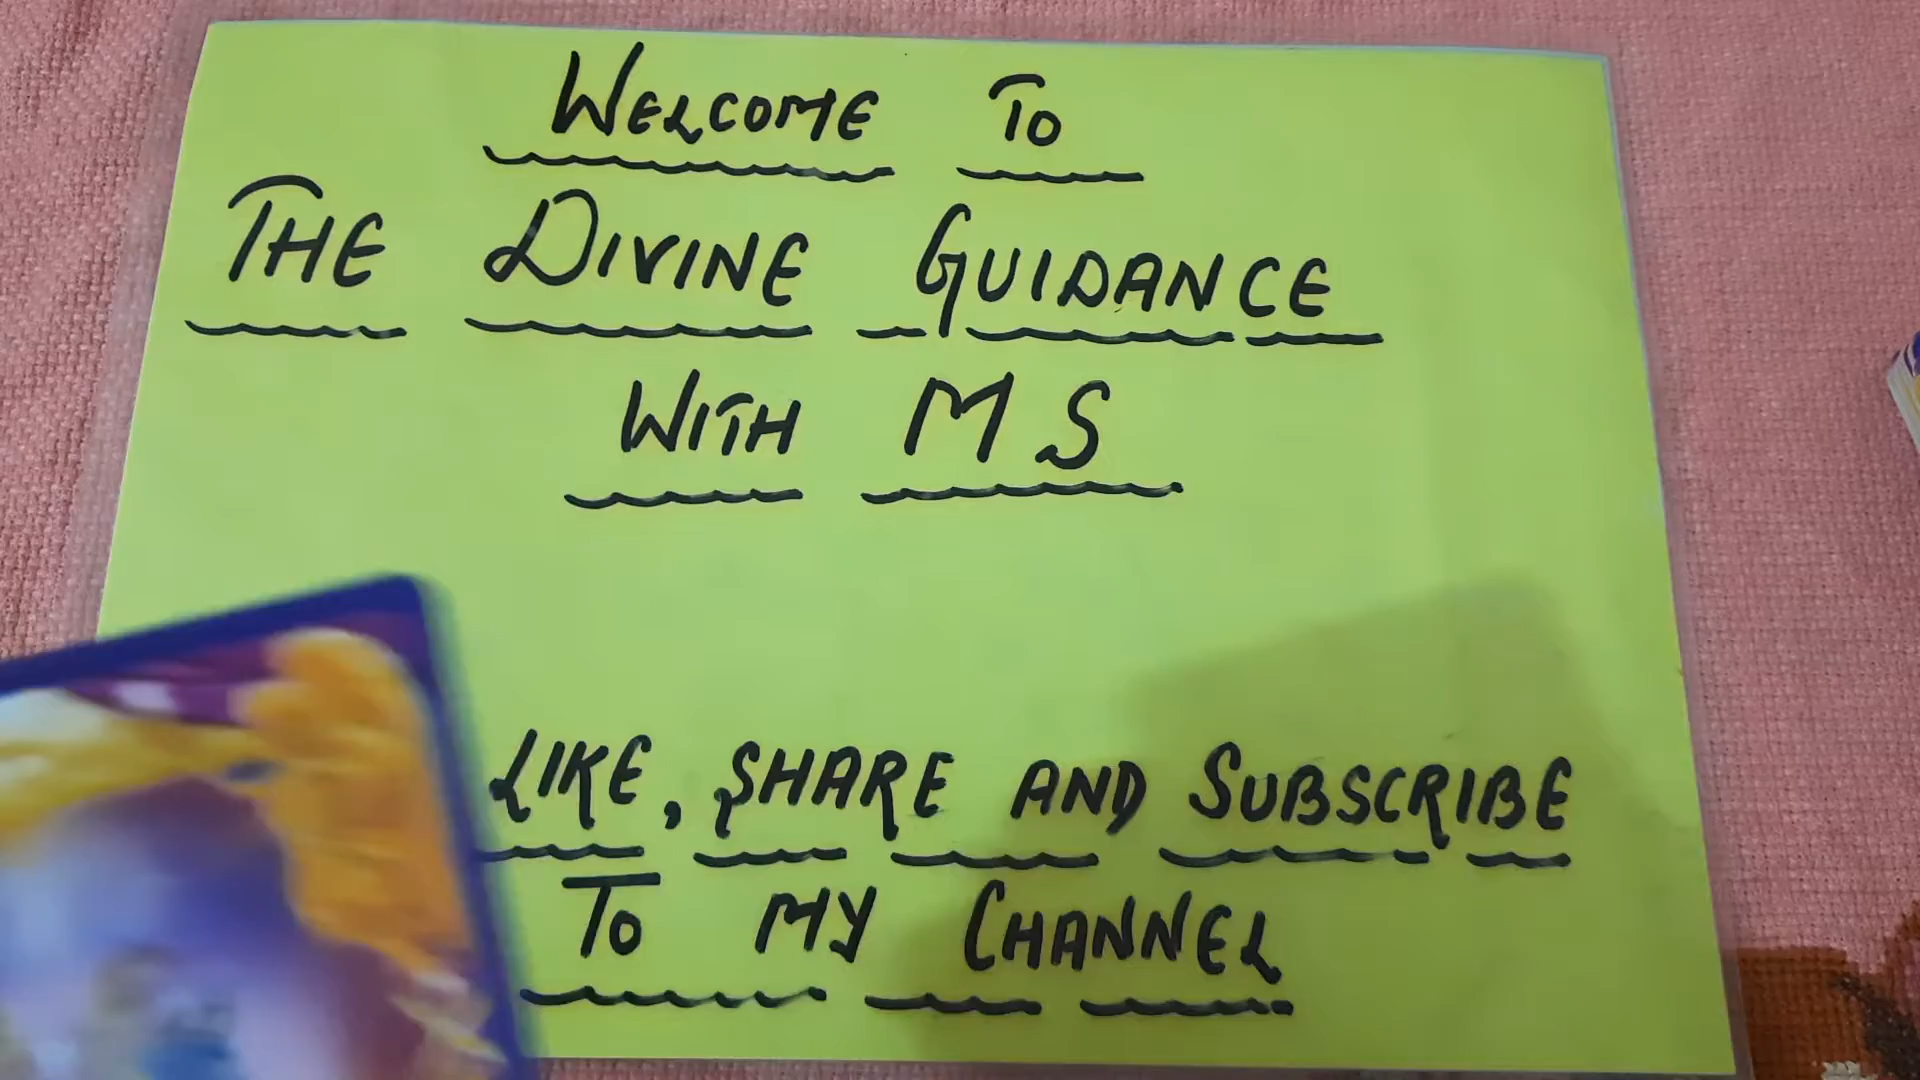 WELCOME TO
THE DIVINE GUIDANCE
WITH MS
LIKE, SHARE AND SUBSCRIBE
TO MY CHANNEL